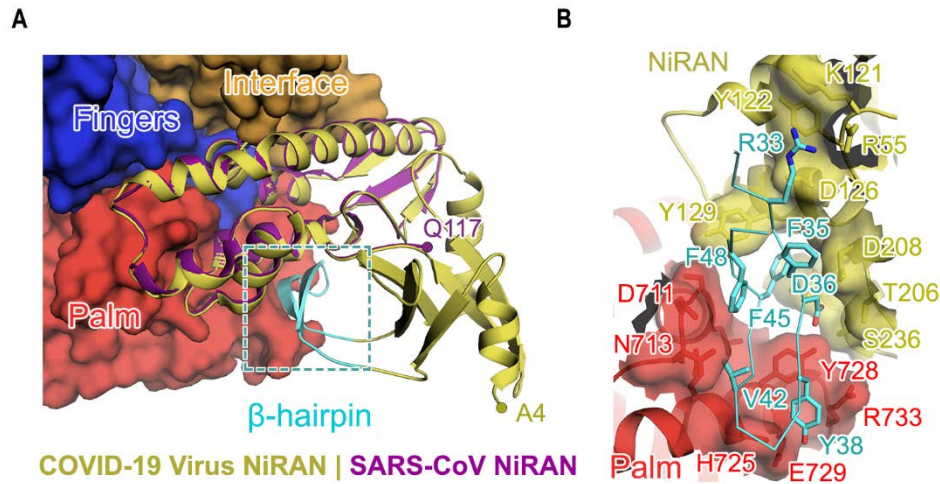 A
Interface
Fingers
Q117
Palm
β-hairpin
A4
COVID-19 Virus NiRAN | SARS-CoV NiRAN
B
NiRAN
K121
Y122
R33
R55
D126
Y129
F35
F48
D208
D36
D711
T206
F45
S236
N713
Y728
V42
R733
Y38
Palm
H725
E729